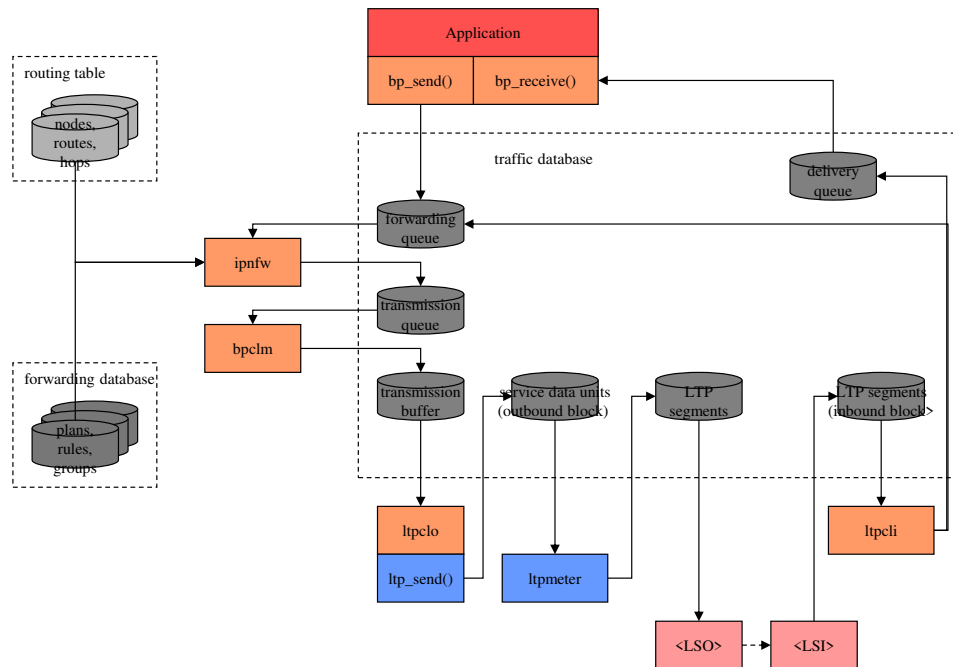 Application
bp_send()
bp_receive()
routing table
nodes,
routes,
hops
traffic database
delivery
queue
forwarding
queue
ipnfw
transmission
queue
bpclm
forwarding database
plans,
rules,
groups
transmission
buffer
service data units
(outbound block)
LTP
segments
LTP segments
(inbound block>
ltpclo
ltp_send()
ltpmeter
ltpcli
<LSO>
<LSI>